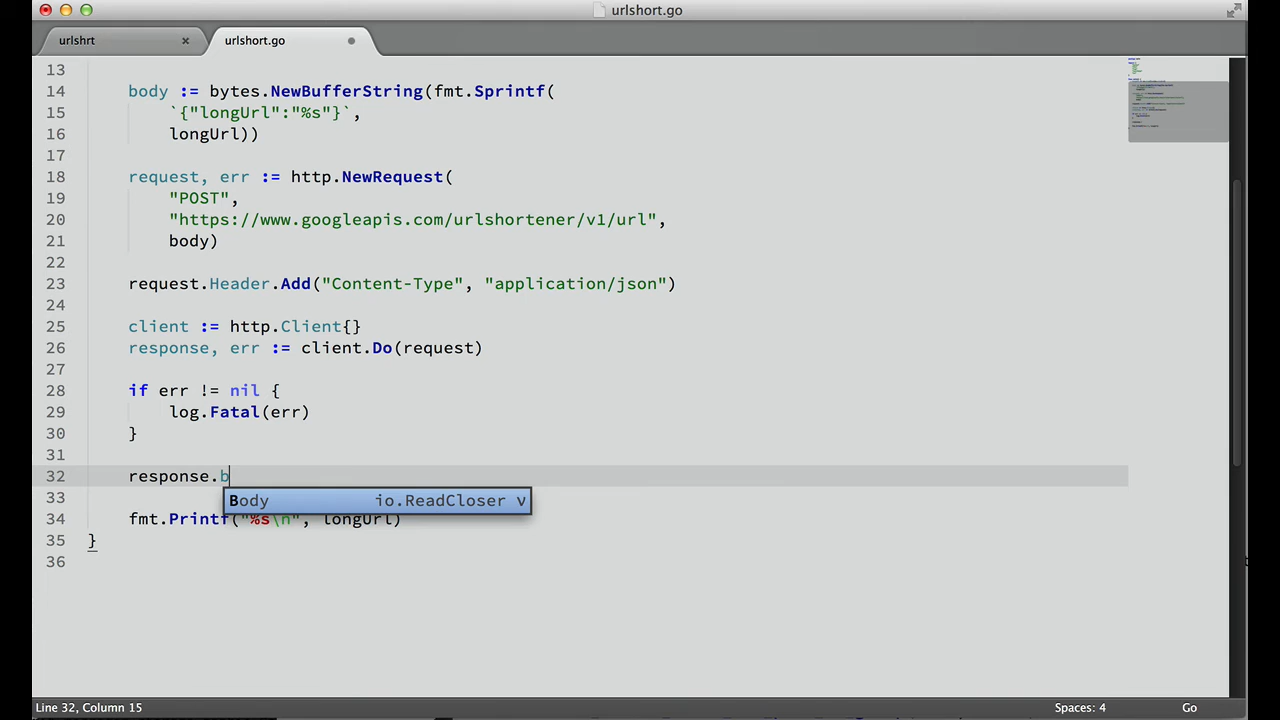 urlshort.go
urlshrt × urlshort.go
13
14 body := bytes.NewBufferString(fmt.Sprintf(
15 `{"longUrl":"%s"}`,
16 longUrl))
17
18 request, err := http.NewRequest(
19 "POST",
20 "https://www.googleapis.com/urlshortener/v1/url",
21 body)
22
23 request.Header.Add("Content-Type", "application/json")
24
25 client := http.Client{}
26 response, err := client.Do(request)
27
28 if err != nil {
29 log.Fatal(err)
30 }
31
32 response.b
33 Body io.ReadCloser v
34 fmt.Printf("%s\n", longUrl)
35 }
36
Line 32, Column 15 Spaces: 4 Go